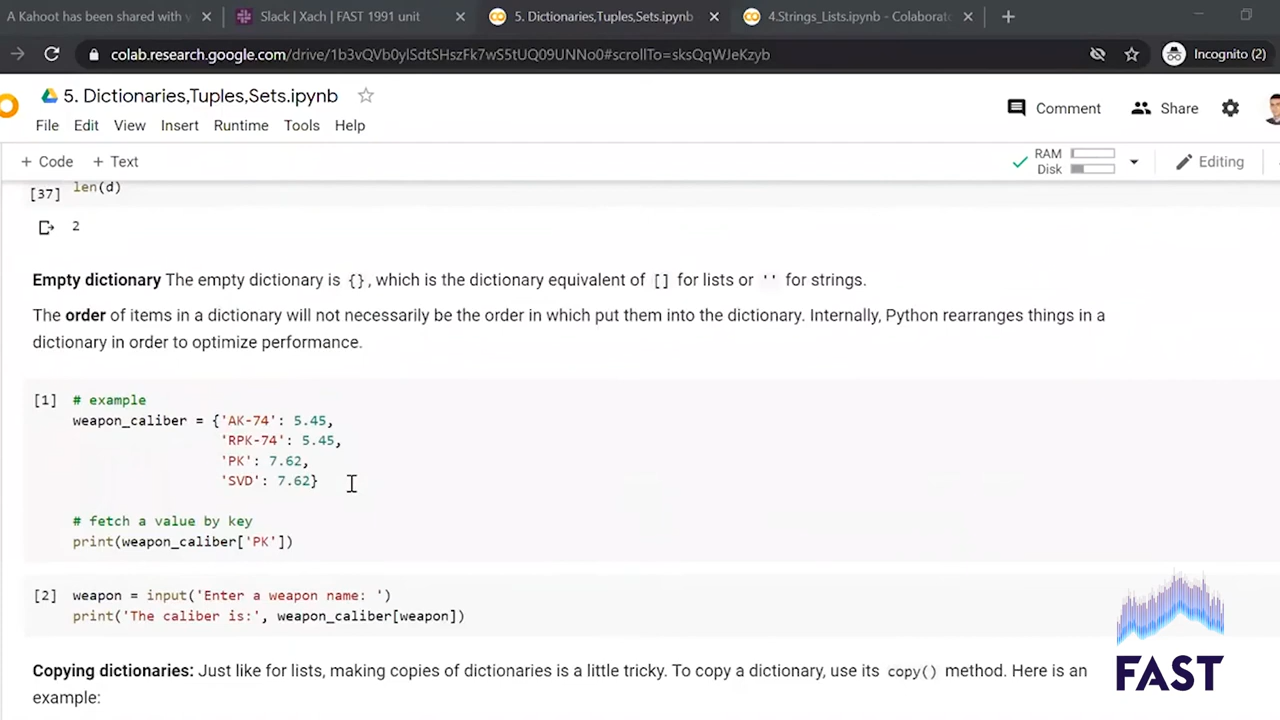 A Kahoot has been shared with y
Slack | Xach | FAST 1991 unit
5. Dictionaries,Tuples,Sets.ipynb
4.Strings_Lists.ipynb - Colaborat
colab.research.google.com/drive/1b3vQVb0ylSdtSHszFk7wS5tUQ09UNNo0#scrollTo=sksQqWJeKzyb
Incognito (2)
5. Dictionaries,Tuples,Sets.ipynb
Comment
Share
File Edit View Insert Runtime Tools Help
+ Code + Text
RAM
Disk
Editing
[37] len(d)
2
Empty dictionary The empty dictionary is {}, which is the dictionary equivalent of [] for lists or '' for strings.
The order of items in a dictionary will not necessarily be the order in which put them into the dictionary. Internally, Python rearranges things in a
dictionary in order to optimize performance.
[1] # example
weapon_caliber = {'AK-74': 5.45,
'RPK-74': 5.45,
'PK': 7.62,
'SVD': 7.62}
# fetch a value by key
print(weapon_caliber['PK'])
[2] weapon = input('Enter a weapon name: ')
print('The caliber is:', weapon_caliber[weapon])
Copying dictionaries: Just like for lists, making copies of dictionaries is a little tricky. To copy a dictionary, use its copy() method. Here is an
example:
FAST